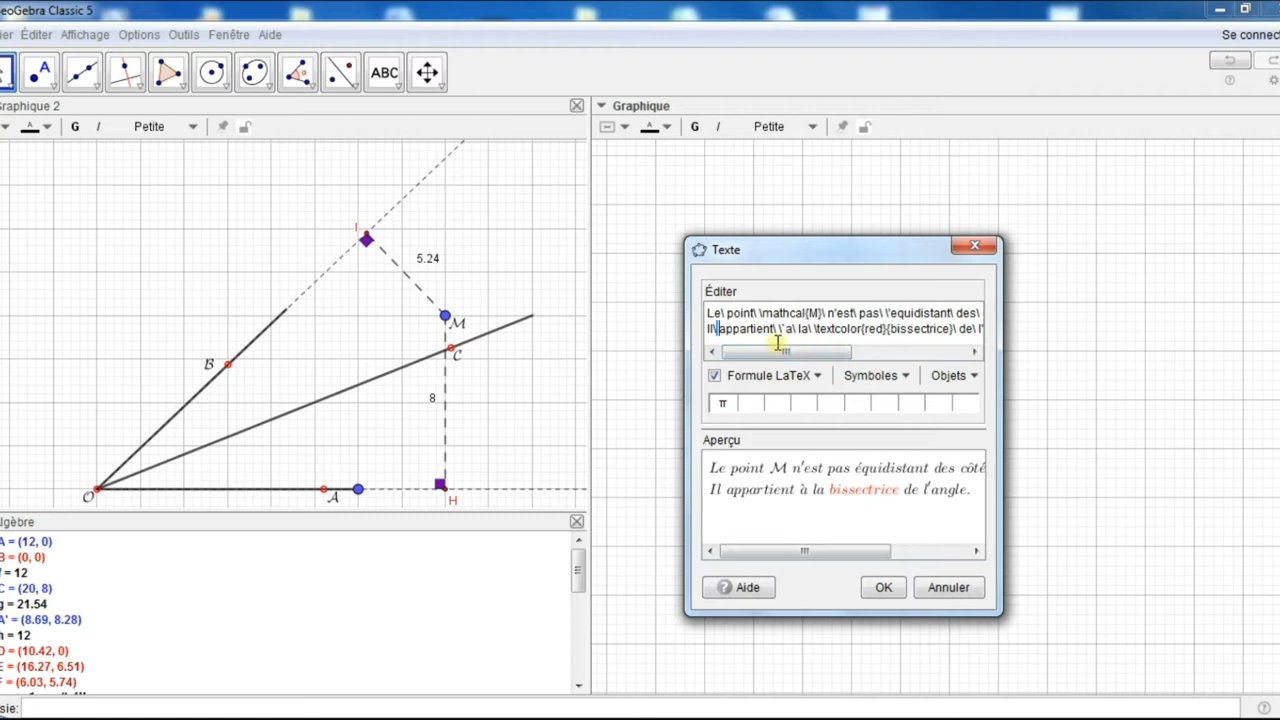 eoGebra Classic 5
ier Éditer Affichage Options Outils Fenêtre Aide
Se connect
A
ABC
Graphique 2
Graphique
A G I Petite
A G I Petite
I
5.24
M
B
C
8
O
A
H
Texte
Éditer
Le\ point\ \mathcal{M}\ n'est\ pas\ \'equidistant\ des\
Il\ appartient\ \`a\ la\ \textcolor{red}{bissectrice}\ de\ l'
Formule LaTeX Symboles Objets
π
Aperçu
Le point M n'est pas équidistant des côté
Il appartient à la bissectrice de l'angle.
Aide OK Annuler
Algèbre
A = (12, 0)
B = (0, 0)
f = 12
C = (20, 8)
g = 21.54
A' = (8.69, 8.28)
h = 12
D = (10.42, 0)
E = (16.27, 6.51)
F = (6.03, 5.74)
sie: